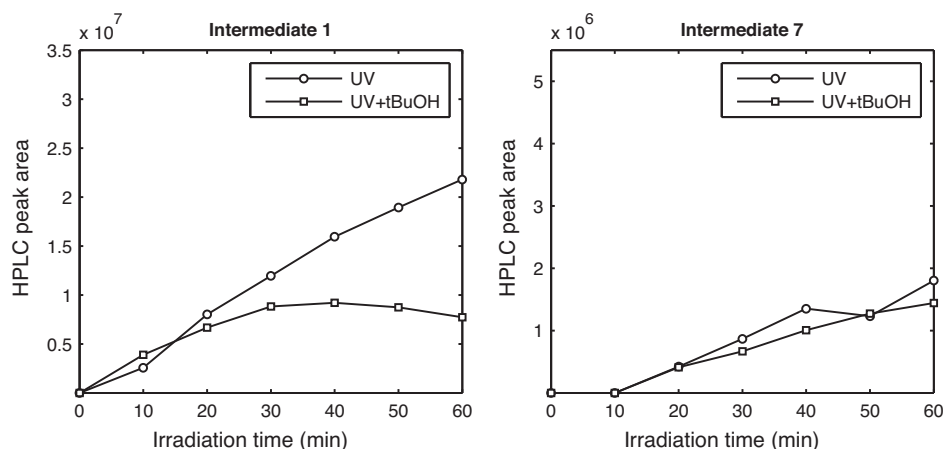 x 10^7
Intermediate 1
3.5
3
2.5
2
1.5
1
0.5
0
10
20
30
40
50
60
HPLC peak area
Irradiation time (min)
UV
UV+tBuOH
x 10^6
Intermediate 7
5
4
3
2
1
0
10
20
30
40
50
60
HPLC peak area
Irradiation time (min)
UV
UV+tBuOH